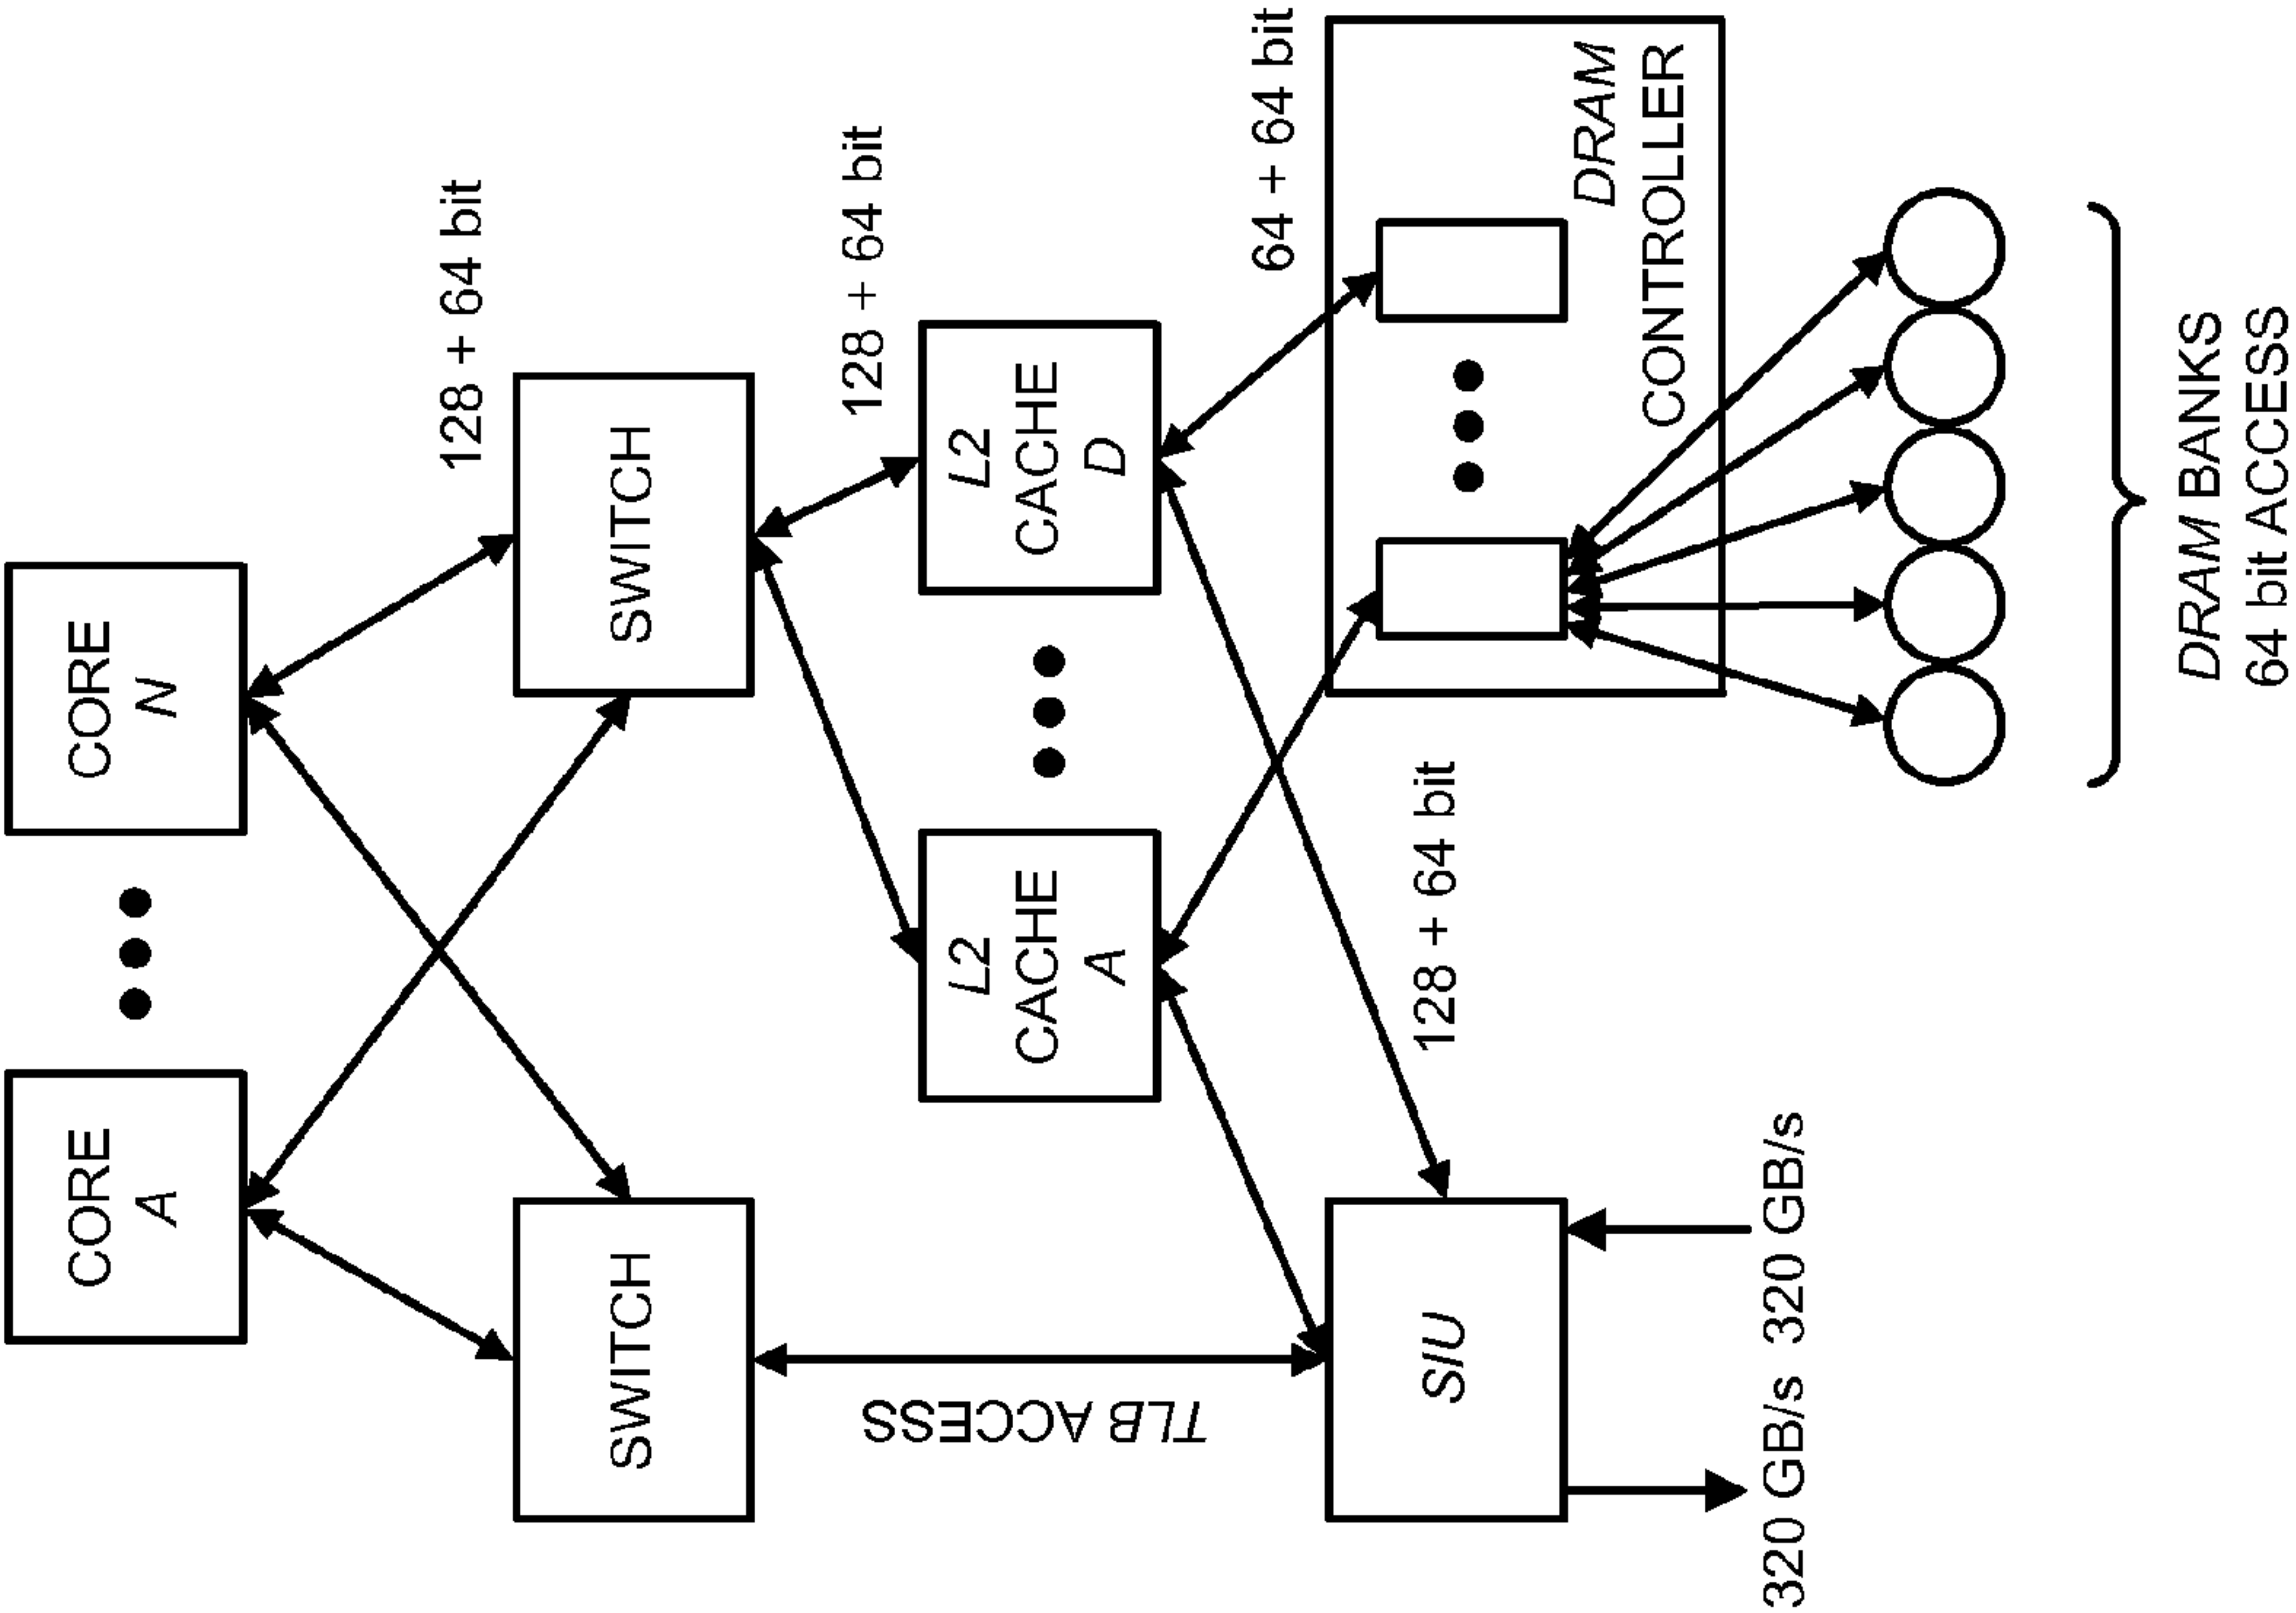 CORE
A
CORE
N
128 + 64 bit
SWITCH
SWITCH
128 + 64 bit
L2
CACHE
A
L2
CACHE
D
TLB ACCESS
64 + 64 bit
SIU
128 + 64 bit
DRAM
CONTROLLER
320 GB/s 320 GB/s
DRAM BANKS
64 bit ACCESS